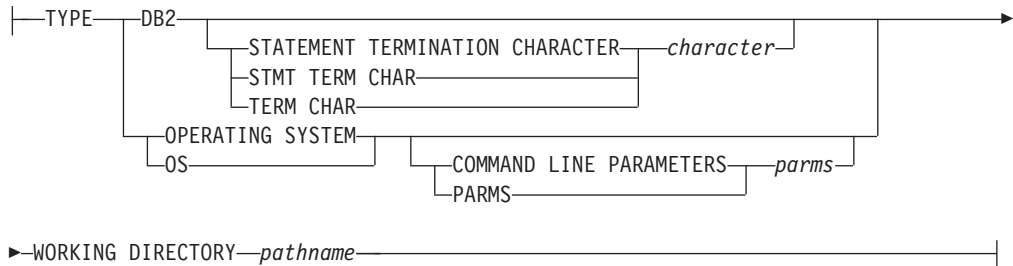 TYPE DB2
STATEMENT TERMINATION CHARACTER character
STMT TERM CHAR
TERM CHAR
OPERATING SYSTEM
OS
COMMAND LINE PARAMETERS parms
PARMS
WORKING DIRECTORY pathname